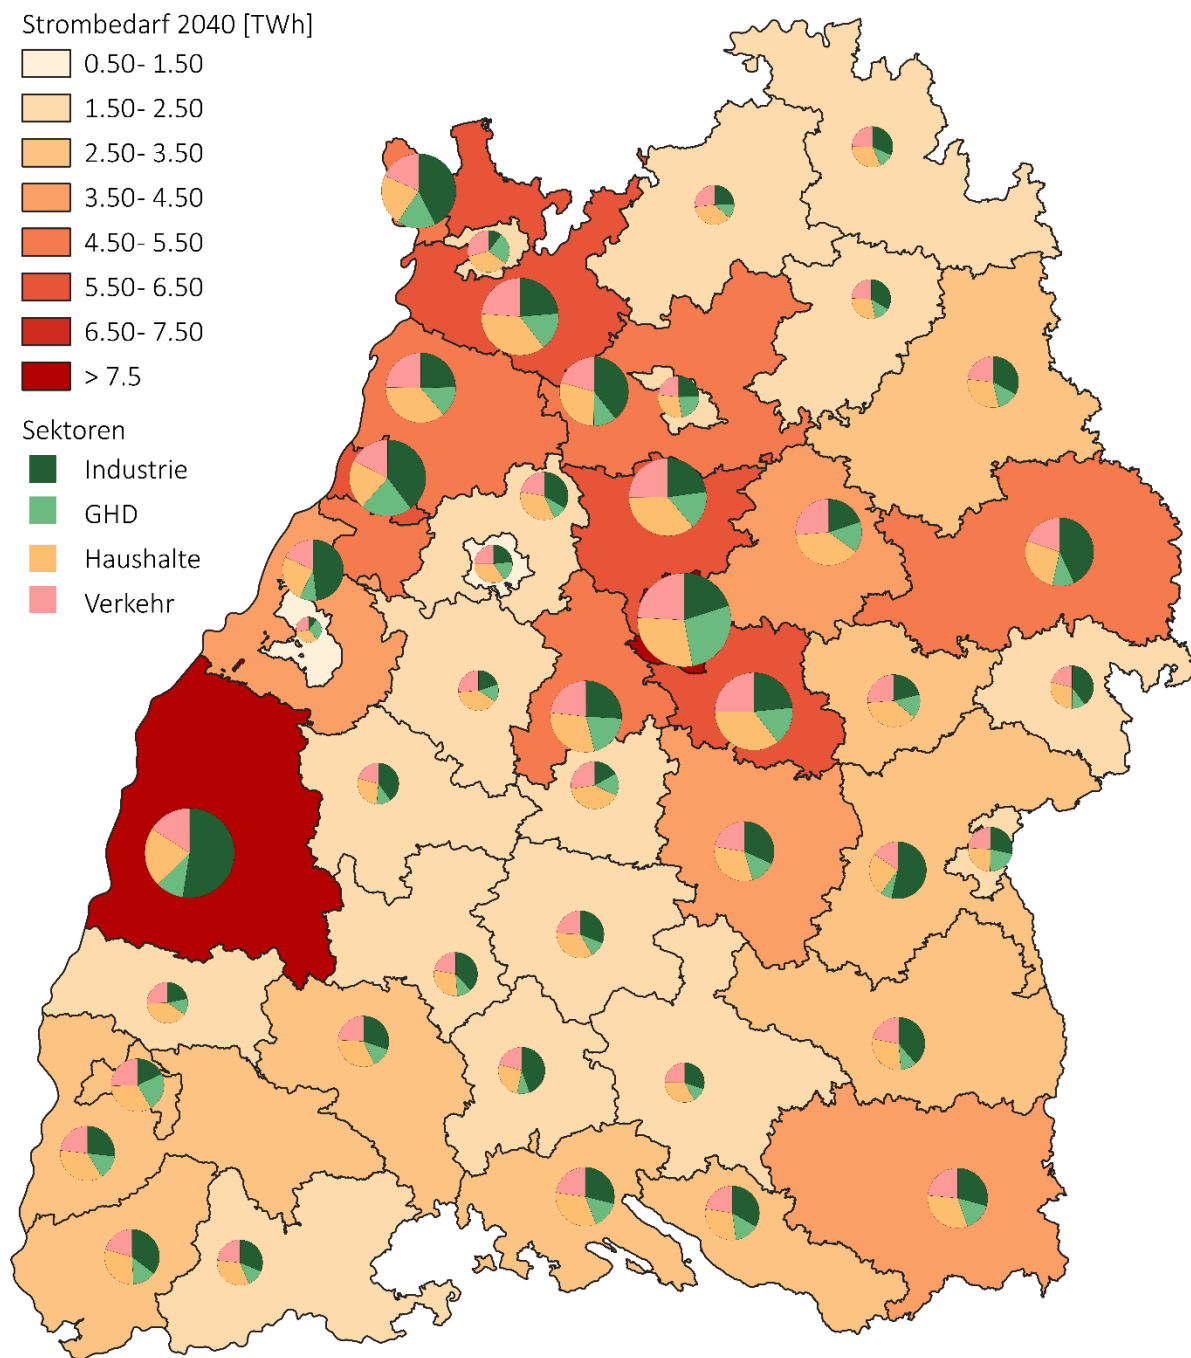 Strombedarf 2040 [TWh]
0.50- 1.50
1.50- 2.50
2.50- 3.50
3.50- 4.50
4.50- 5.50
5.50- 6.50
6.50- 7.50
> 7.5
Sektoren
Industrie
GHD
Haushalte
Verkehr